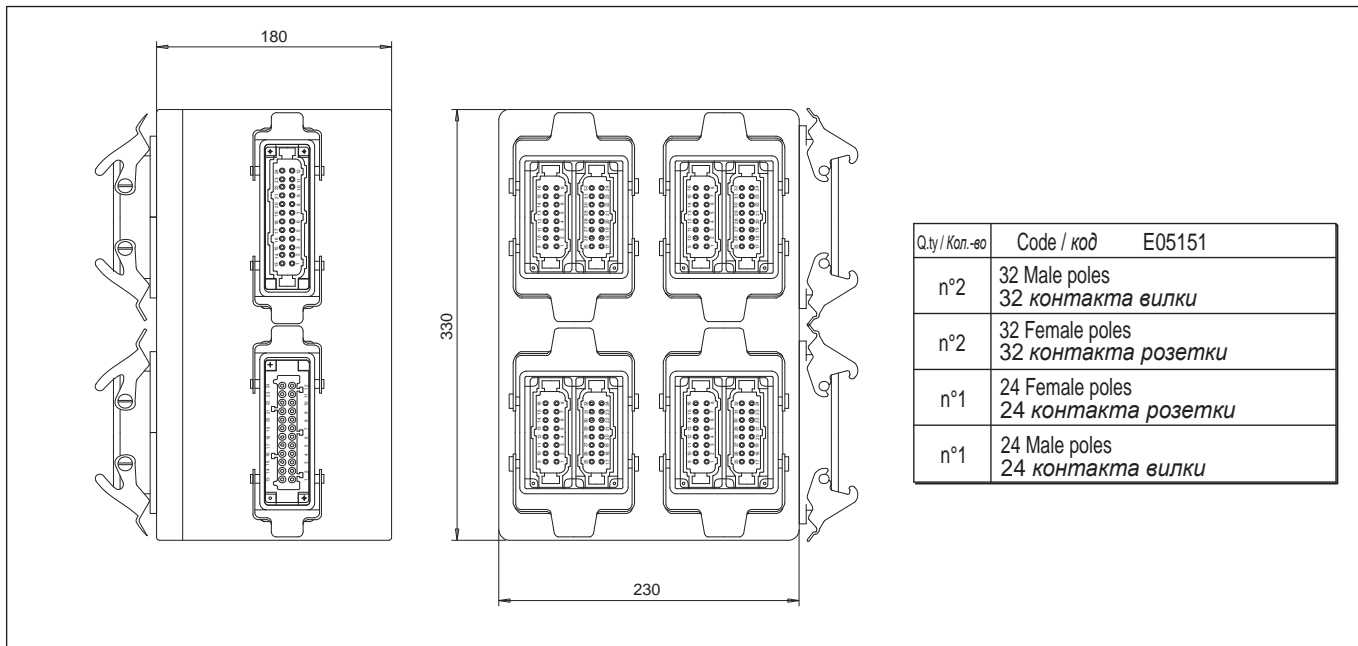 180
330
230
Q.ty / Кол.-во Code / код E05151
n°2 32 Male poles
32 контакта вилки
n°2 32 Female poles
32 контакта розетки
n°1 24 Female poles
24 контакта розетки
n°1 24 Male poles
24 контакта вилки